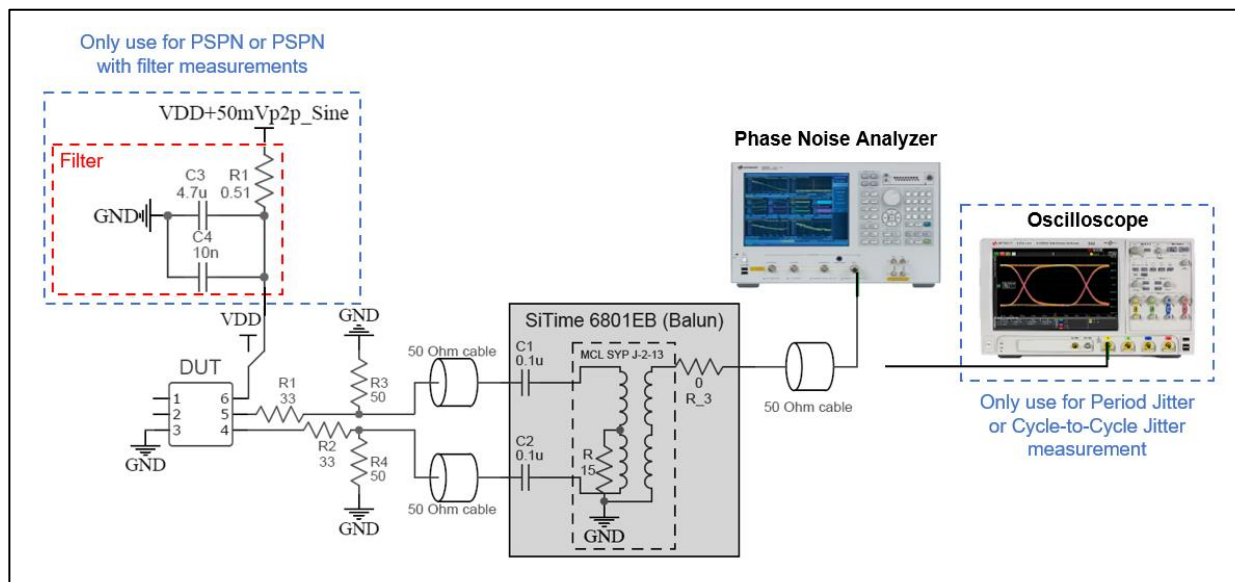 Only use for PSPN or PSPN
with filter measurements
VDD+50mVp2p_Sine
Filter
C3
4.7u
R1
0.51
GND
C4
10n
VDD
DUT
1
2
3
6
5
4
GND
R1
33
R2
33
GND
R3
50
R4
50
GND
50 Ohm cable
50 Ohm cable
SiTime 6801EB (Balun)
C1
0.1u
C2
0.1u
MCL SYP J-2-13
R
15
GND
0
R_3
50 Ohm cable
Phase Noise Analyzer
Oscilloscope
Only use for Period Jitter
or Cycle-to-Cycle Jitter
measurement